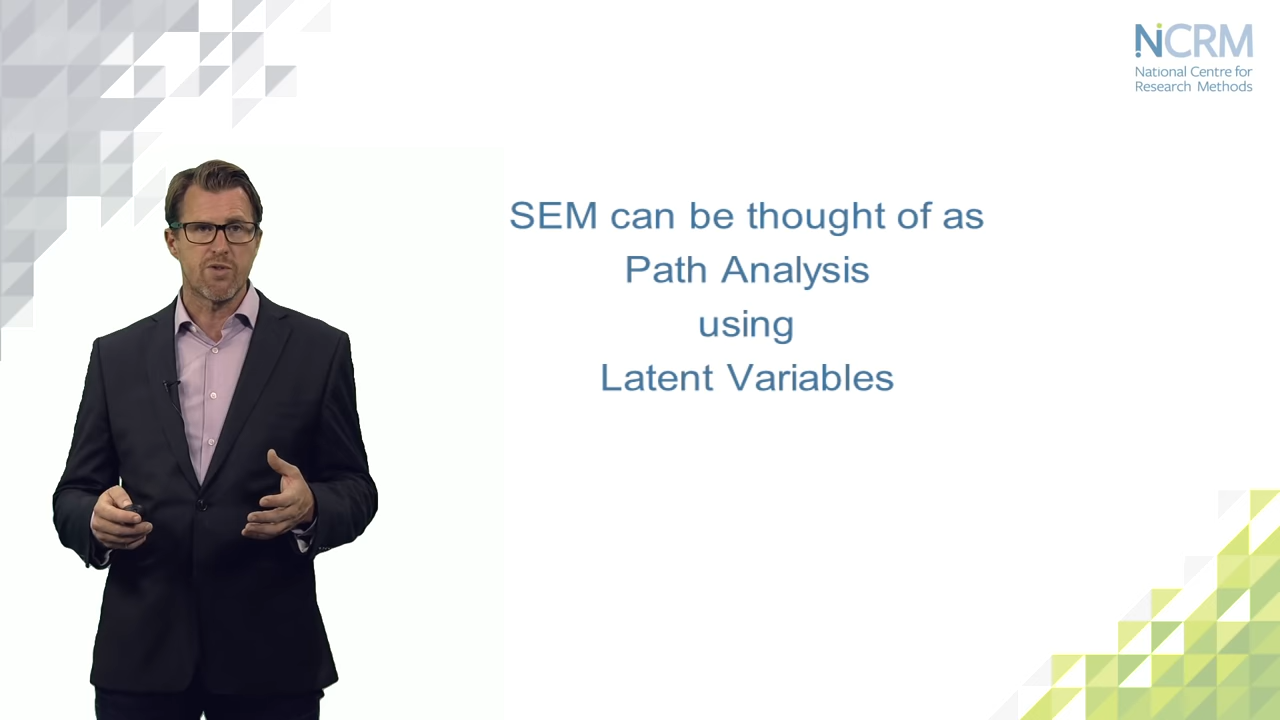 NCRM
National Centre for
Research Methods
SEM can be thought of as
Path Analysis
using
Latent Variables